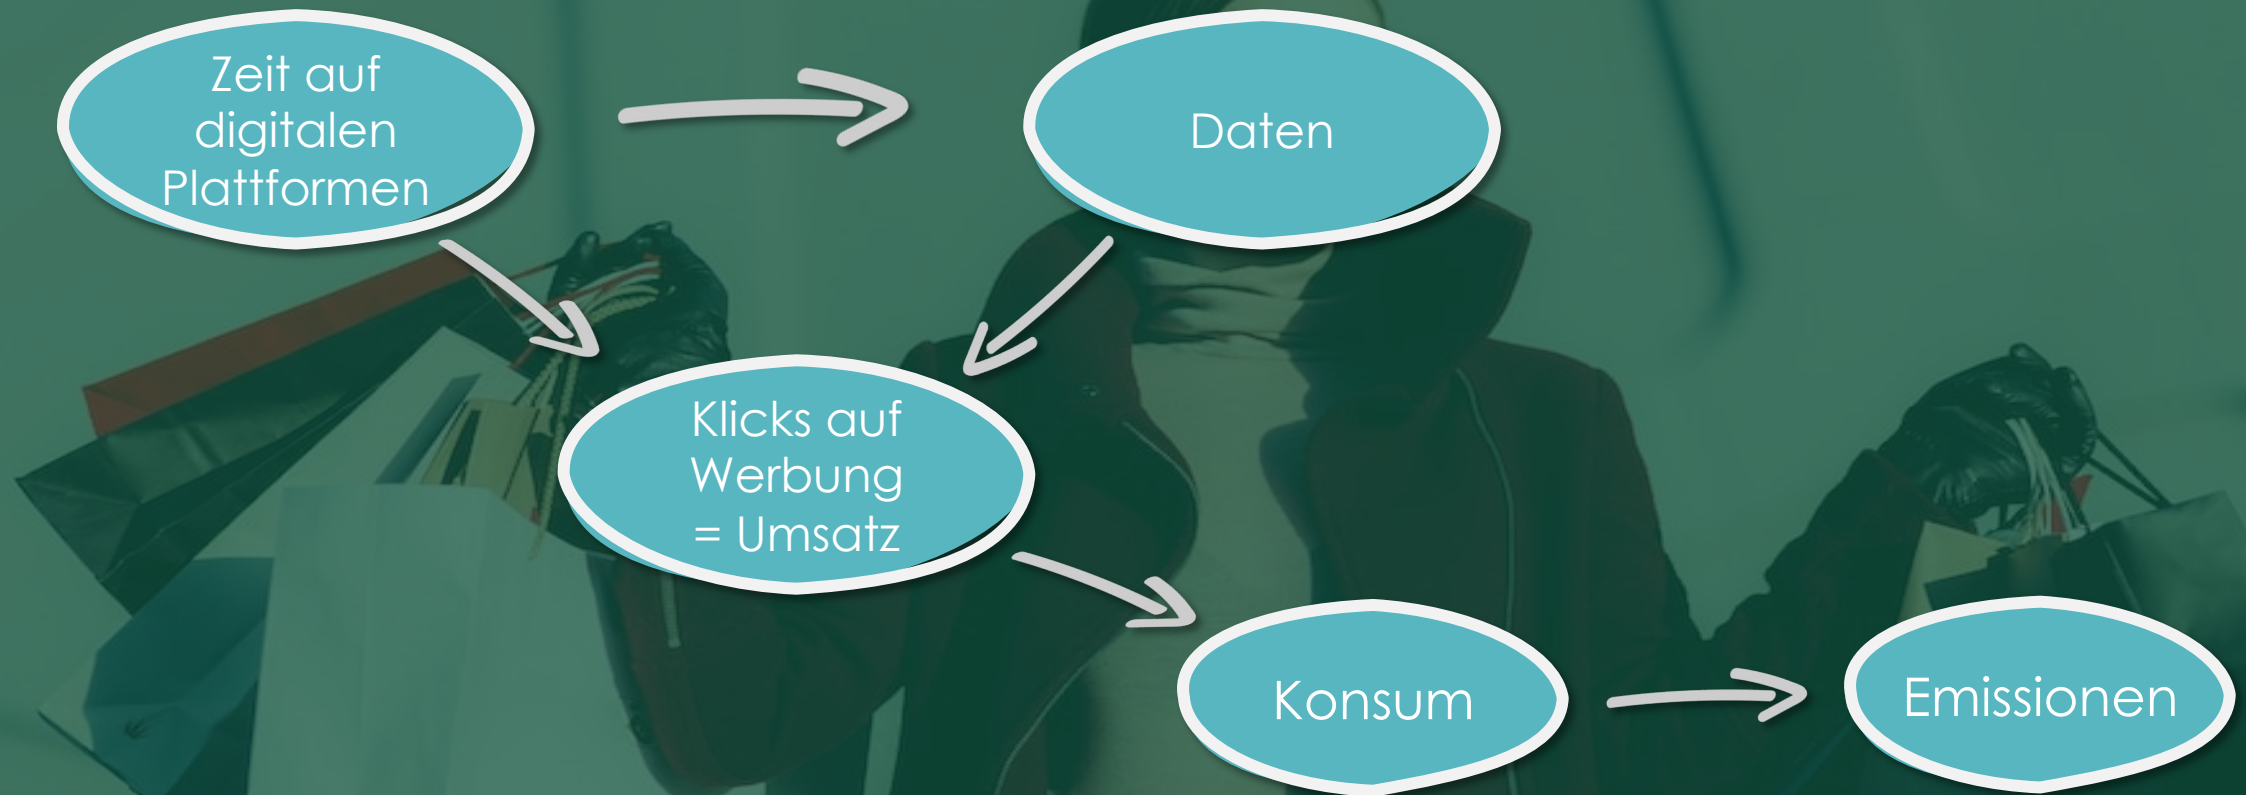 Zeit auf
digitalen
Plattformen
Daten
Klicks auf
Werbung
= Umsatz
Konsum
Emissionen